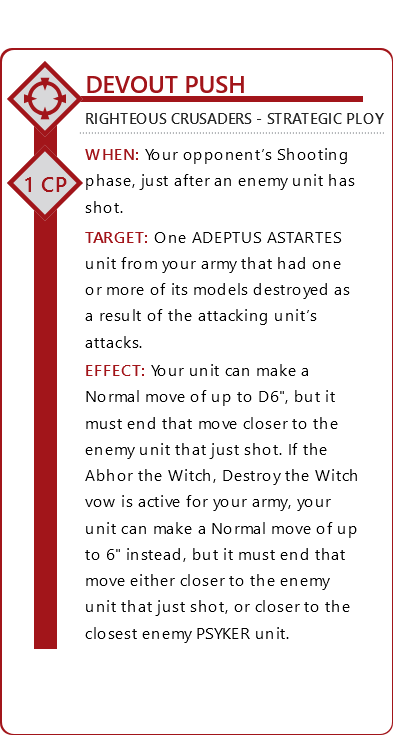 DEVOUT PUSH
RIGHTEOUS CRUSADERS - STRATEGIC PLOY
1 CP
WHEN: Your opponent's Shooting
phase, just after an enemy unit has
shot.
TARGET: One ADEPTUS ASTARTES
unit from your army that had one
or more of its models destroyed as
a result of the attacking unit's
attacks.
EFFECT: Your unit can make a
Normal move of up to D6", but it
must end that move closer to the
enemy unit that just shot. If the
Abhor the Witch, Destroy the Witch
vow is active for your army, your
unit can make a Normal move of up
to 6" instead, but it must end that
move either closer to the enemy
unit that just shot, or closer to the
closest enemy PSYKER unit.